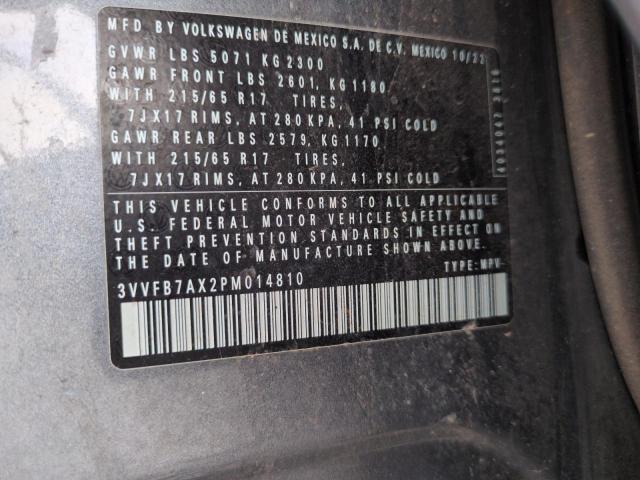 MFD BY VOLKSWAGEN DE MEXICO S.A. DE C.V. MEXICO 10/22
GVWR LBS 5071 KG 2300
GAWR FRONT LBS 2601, KG 1180
WITH 215/65 R17 TIRES,
7JX17 RIMS, AT 280 KPA, 41 PSI COLD
GAWR REAR LBS 2579, KG 1170
WITH 215/65 R17 TIRES,
7JX17 RIMS, AT 280 KPA, 41 PSI COLD
THIS VEHICLE CONFORMS TO ALL APPLICABLE
U.S. FEDERAL MOTOR VEHICLE SAFETY AND
THEFT PREVENTION STANDARDS IN EFFECT ON
THE DATE OF MANUFACTURE SHOWN ABOVE.
3VVFB7AX2PM014810 TYPE:MPV